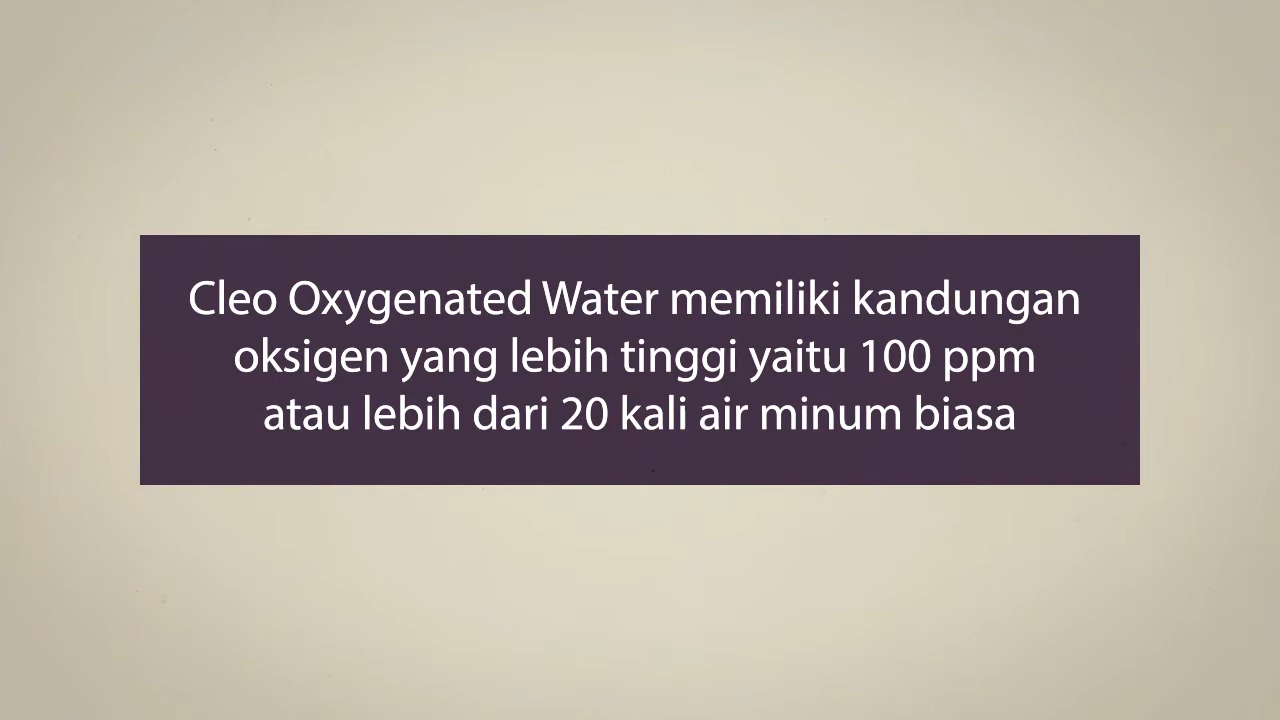 Cleo Oxygenated Water memiliki kandungan
oksigen yang lebih tinggi yaitu 100 ppm
atau lebih dari 20 kali air minum biasa